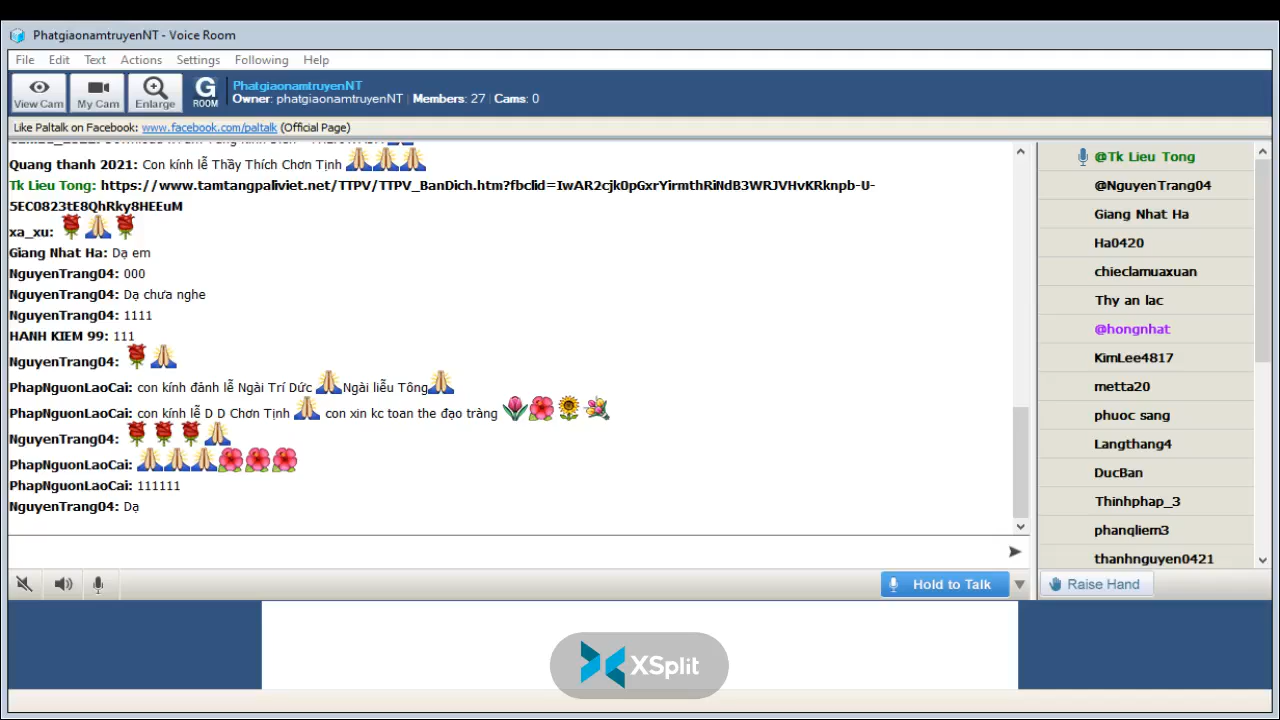 PhatgiaonamtruyenNT - Voice Room
File Edit Text Actions Settings Following Help
View Cam My Cam Enlarge G ROOM
PhatgiaonamtruyenNT
Owner: phatgiaonamtruyenNT | Members: 27 | Cams: 0
Like Paltalk on Facebook: www.facebook.com/paltalk (Official Page)
Quang thanh 2021: Con kính lễ Thầy Thích Chơn Tịnh
Tk Lieu Tong: https://www.tamtangpaliviet.net/TTPV/TTPV_BanDich.htm?fbclid=IwAR2cjk0pGxrYirmthRiNdB3WRJVHvKRknpb-U-
5EC0823tE8QhRky8HEEuM
xa_xu:
Giang Nhat Ha: Dạ em
NguyenTrang04: 000
NguyenTrang04: Dạ chưa nghe
NguyenTrang04: 1111
HANH KIEM 99: 111
NguyenTrang04:
PhapNguonLaoCai: con kính đãnh lễ Ngài Trí Dức Ngài liễu Tông
PhapNguonLaoCai: con kính lễ D D Chơn Tịnh con xin kc toan the đạo tràng
NguyenTrang04:
PhapNguonLaoCai:
PhapNguonLaoCai: 111111
NguyenTrang04: Dạ
@Tk Lieu Tong
@NguyenTrang04
Giang Nhat Ha
Ha0420
chieclamuaxuan
Thy an lac
@hongnhat
KimLee4817
metta20
phuoc sang
Langthang4
DucBan
Thinhphap_3
phanqliem3
thanhnguyen0421
Hold to Talk
Raise Hand
XSplit